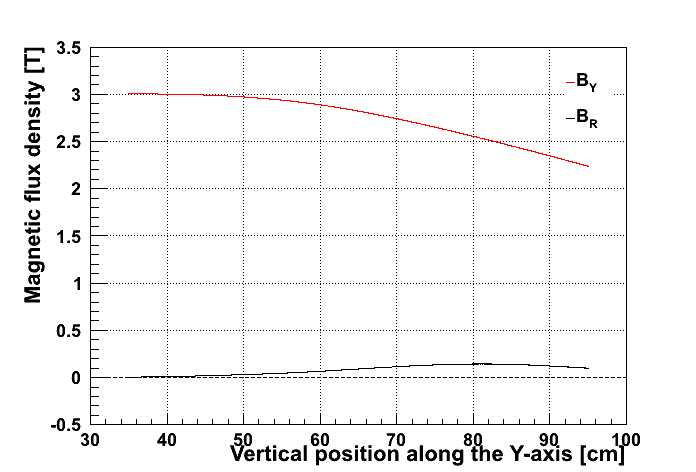 Magnetic flux density [T]
3.5
3
2.5
2
1.5
1
0.5
0
-0.5
B_Y
B_R
30 40 50 60 70 80 90 100
Vertical position along the Y-axis [cm]